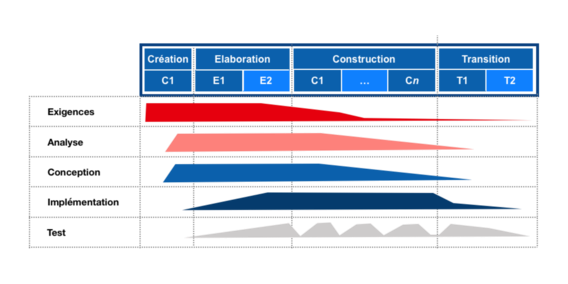 Création Elaboration Construction Transition
C1 E1 E2 C1 ... Cn T1 T2
Exigences
Analyse
Conception
Implémentation
Test